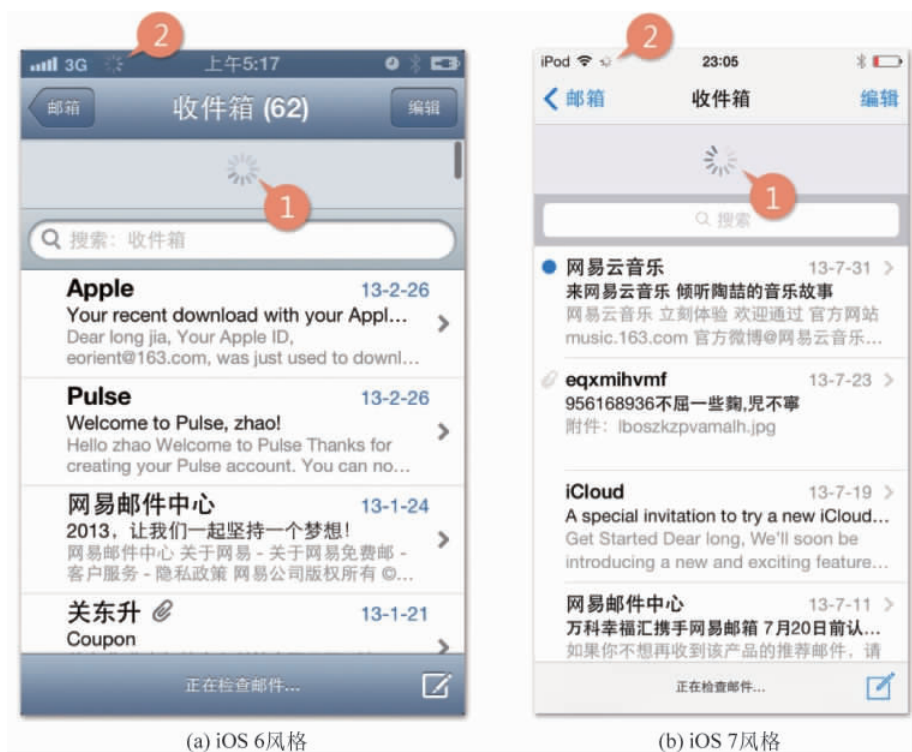 2
3G
上午5:17
邮箱
收件箱 (62)
编辑
1
搜索：收件箱
Apple
13-2-26
Your recent download with your Appl...
Dear long jia, Your Apple ID,
eorient@163.com, was just used to downl...
Pulse
13-2-26
Welcome to Pulse, zhao!
Hello zhao Welcome to Pulse Thanks for
creating your Pulse account. You can no...
网易邮件中心
13-1-24
2013，让我们一起坚持一个梦想！
网易邮件中心 关于网易 - 关于网易免费邮 -
客户服务 - 隐私政策 网易公司版权所有 ©...
关东升
13-1-21
Coupon
正在检查邮件...
(a) iOS 6风格
2
iPod
23:05
邮箱
收件箱
编辑
1
搜索
网易云音乐
13-7-31
来网易云音乐 倾听陶喆的音乐故事
网易云音乐 立刻体验 欢迎通过 官方网站
music.163.com 官方微博@网易云音乐...
eqxmihvmf
13-7-23
956168936不屈一些麴,児不寧
附件：lboszkzpvamalh.jpg
iCloud
13-7-19
A special invitation to try a new iCloud...
Get Started Dear long, We'll soon be
introducing a new and exciting feature...
网易邮件中心
13-7-11
万科幸福汇携手网易邮箱 7月20日前认...
如果你不想再收到该产品的推荐邮件，请
正在检查邮件...
(b) iOS 7风格